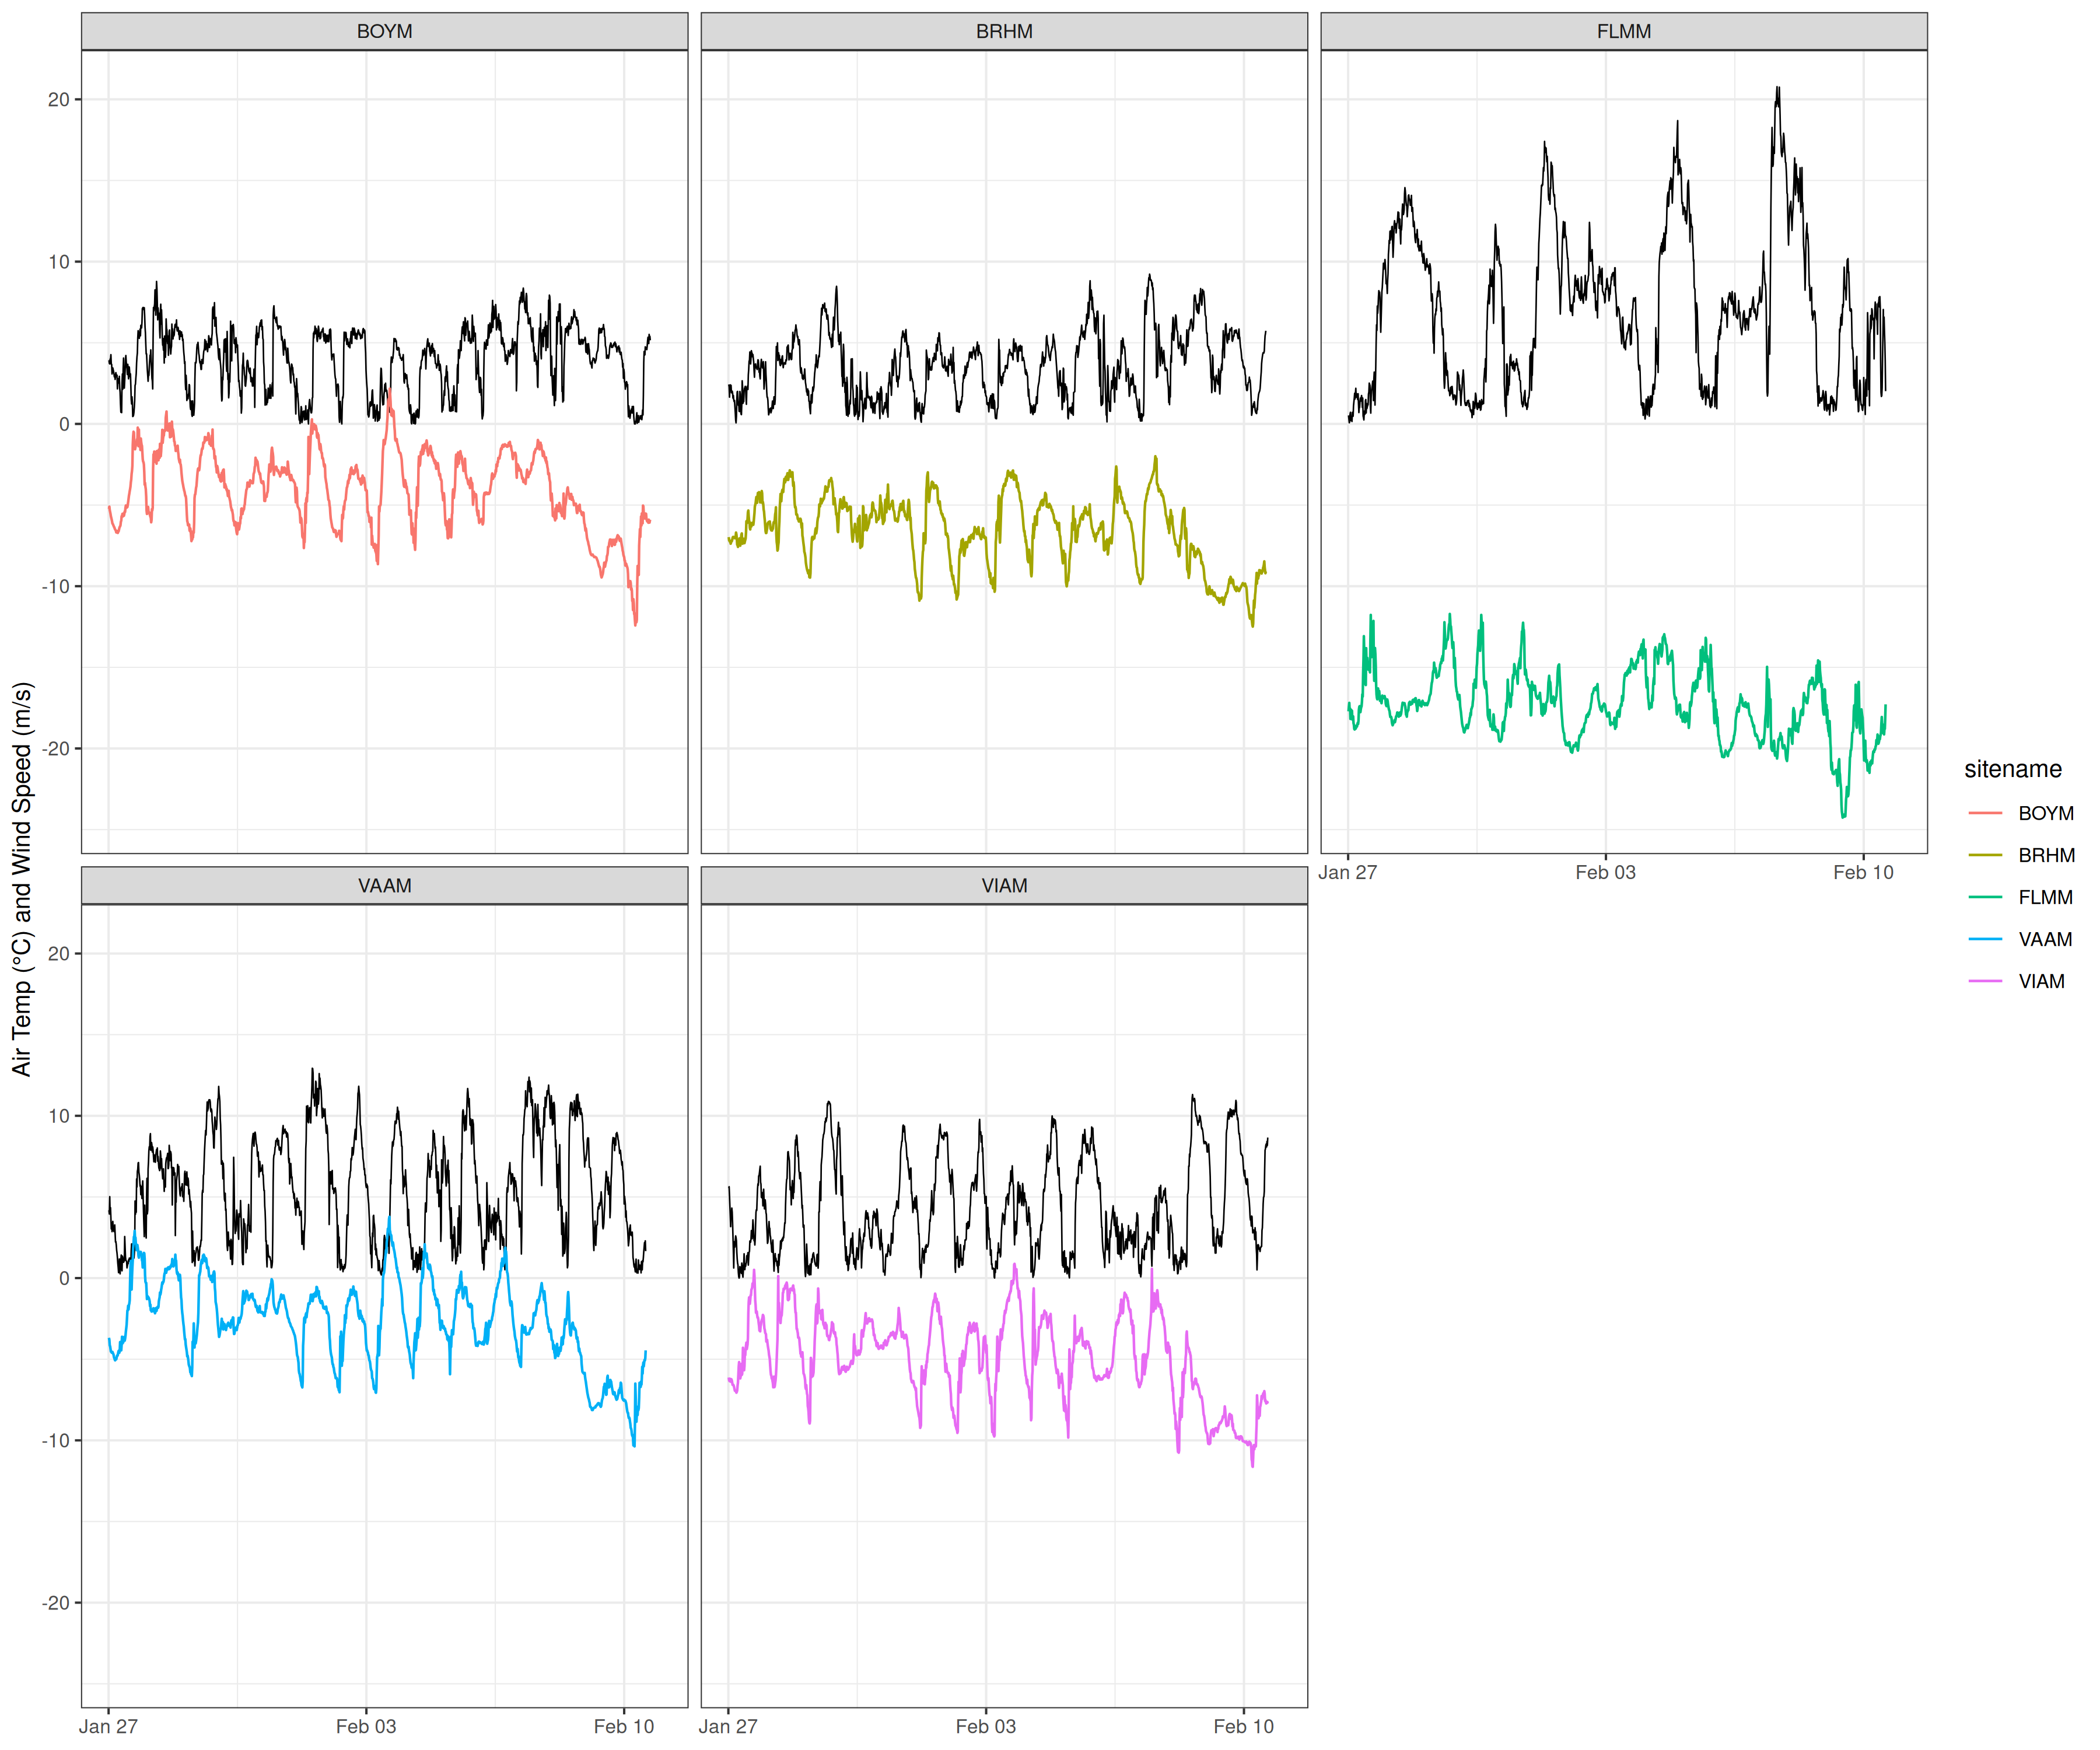 BOYM
BRHM
FLMM
20
10
0
-10
-20
Jan 27
Feb 03
Feb 10
VAAM
VIAM
20
10
0
-10
-20
Jan 27
Feb 03
Feb 10
Jan 27
Feb 03
Feb 10
Air Temp (°C) and Wind Speed (m/s)
sitename
BOYM
BRHM
FLMM
VAAM
VIAM